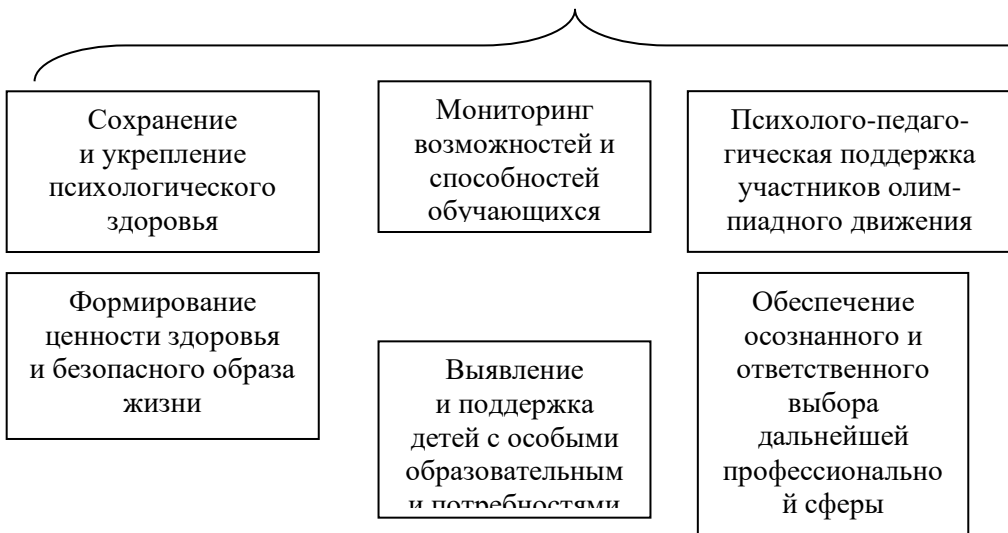 Сохранение
и укрепление
психологического
здоровья
Мониторинг
возможностей и
способностей
обучающихся
Психолого-педаго-
гическая поддержка
участников олим-
пиадного движения
Формирование
ценности здоровья
и безопасного образа
жизни
Выявление
и поддержка
детей с особыми
образовательным
и потребностями
Обеспечение
осознанного и
ответственного
выбора
дальнейшей
профессионально
й сферы